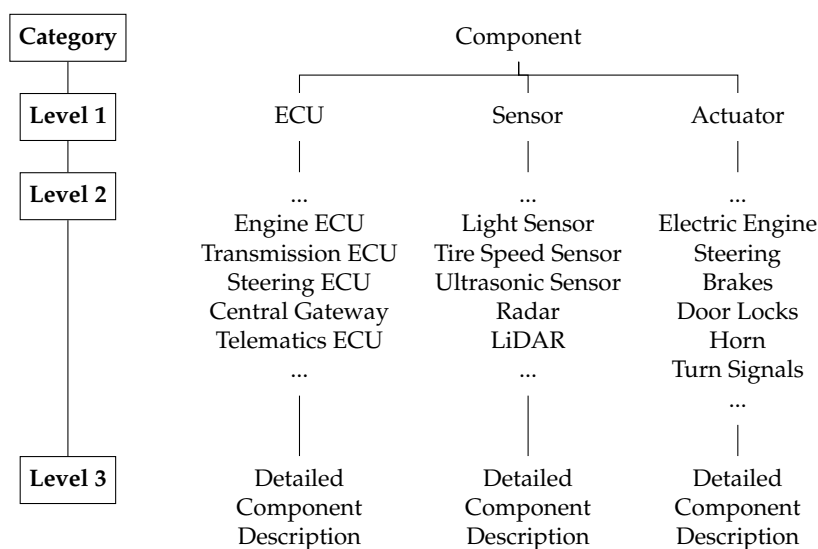 Category Component
Level 1 ECU Sensor Actuator
Level 2
... ... ...
Engine ECU Light Sensor Electric Engine
Transmission ECU Tire Speed Sensor Steering
Steering ECU Ultrasonic Sensor Brakes
Central Gateway Radar Door Locks
Telematics ECU LiDAR Horn
... ... Turn Signals
...
Level 3 Detailed Detailed Detailed
Component Component Component
Description Description Description